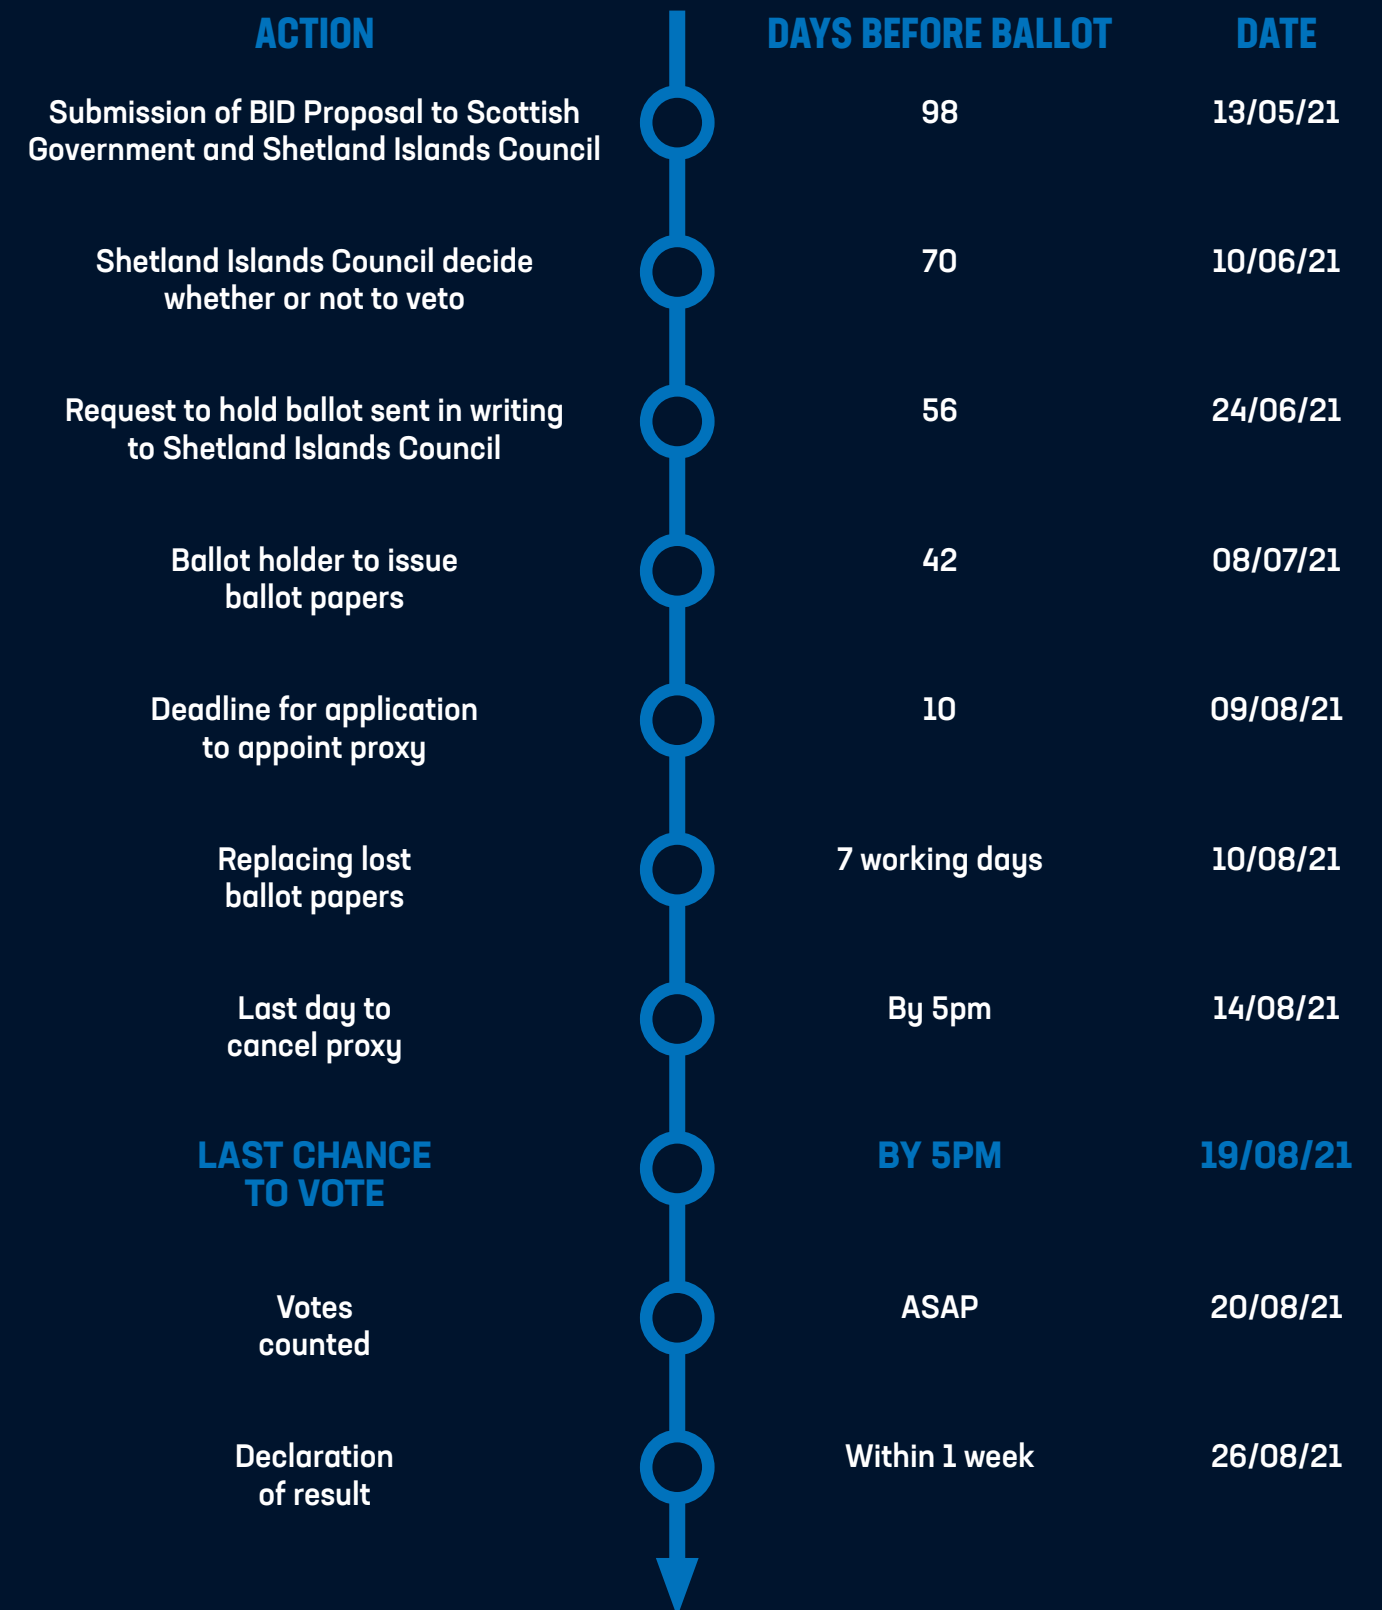 ACTION DAYS BEFORE BALLOT DATE
Submission of BID Proposal to Scottish 98 13/05/21
Government and Shetland Islands Council
Shetland Islands Council decide 70 10/06/21
whether or not to veto
Request to hold ballot sent in writing 56 24/06/21
to Shetland Islands Council
Ballot holder to issue 42 08/07/21
ballot papers
Deadline for application 10 09/08/21
to appoint proxy
Replacing lost 7 working days 10/08/21
ballot papers
Last day to By 5pm 14/08/21
cancel proxy
LAST CHANCE BY 5PM 19/08/21
TO VOTE
Votes ASAP 20/08/21
counted
Declaration Within 1 week 26/08/21
of result